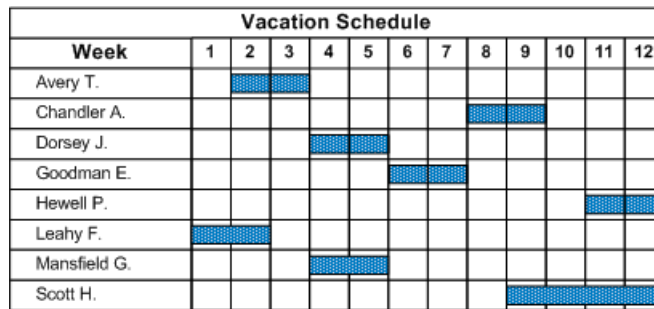 Vacation Schedule
Week 1 2 3 4 5 6 7 8 9 10 11 12
Avery T.
Chandler A.
Dorsey J.
Goodman E.
Hewell P.
Leahy F.
Mansfield G.
Scott H.